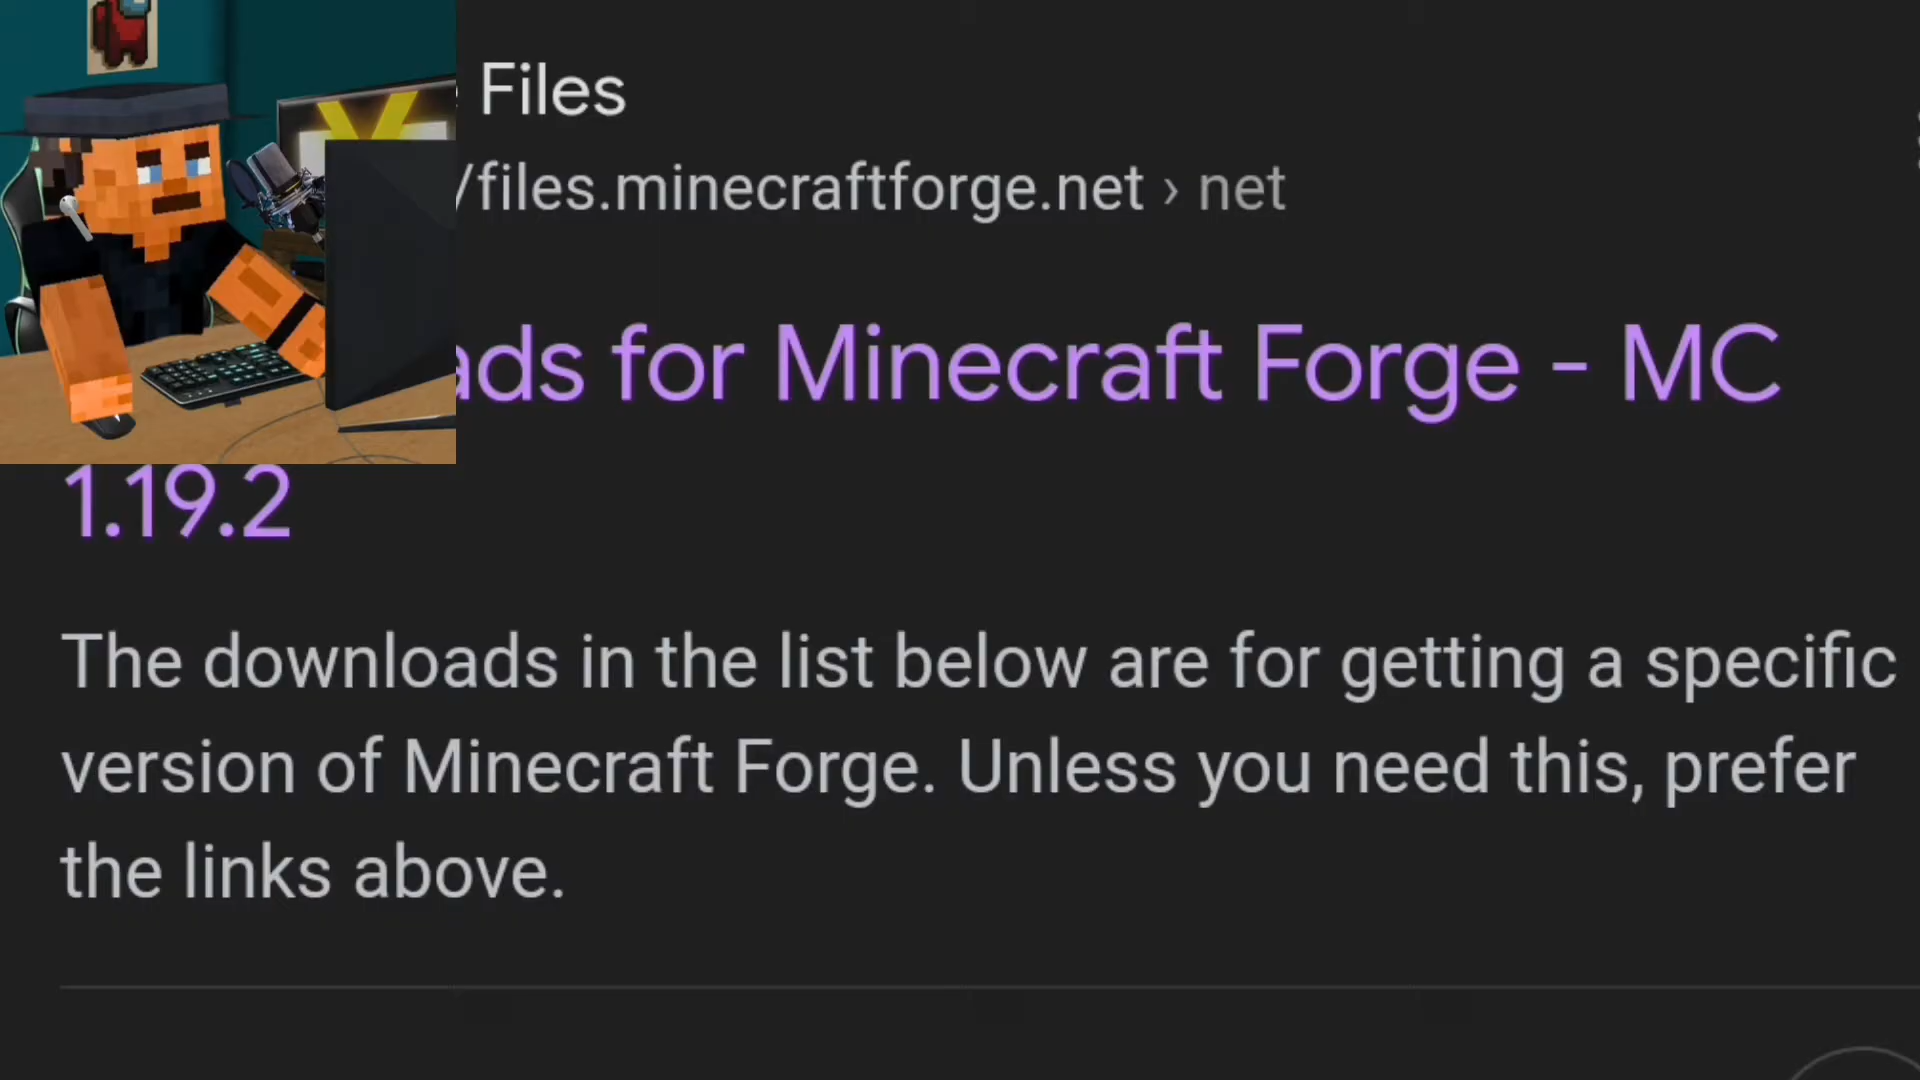 Files
/files.minecraftforge.net › net
ads for Minecraft Forge - MC
1.19.2
The downloads in the list below are for getting a specific
version of Minecraft Forge. Unless you need this, prefer
the links above.